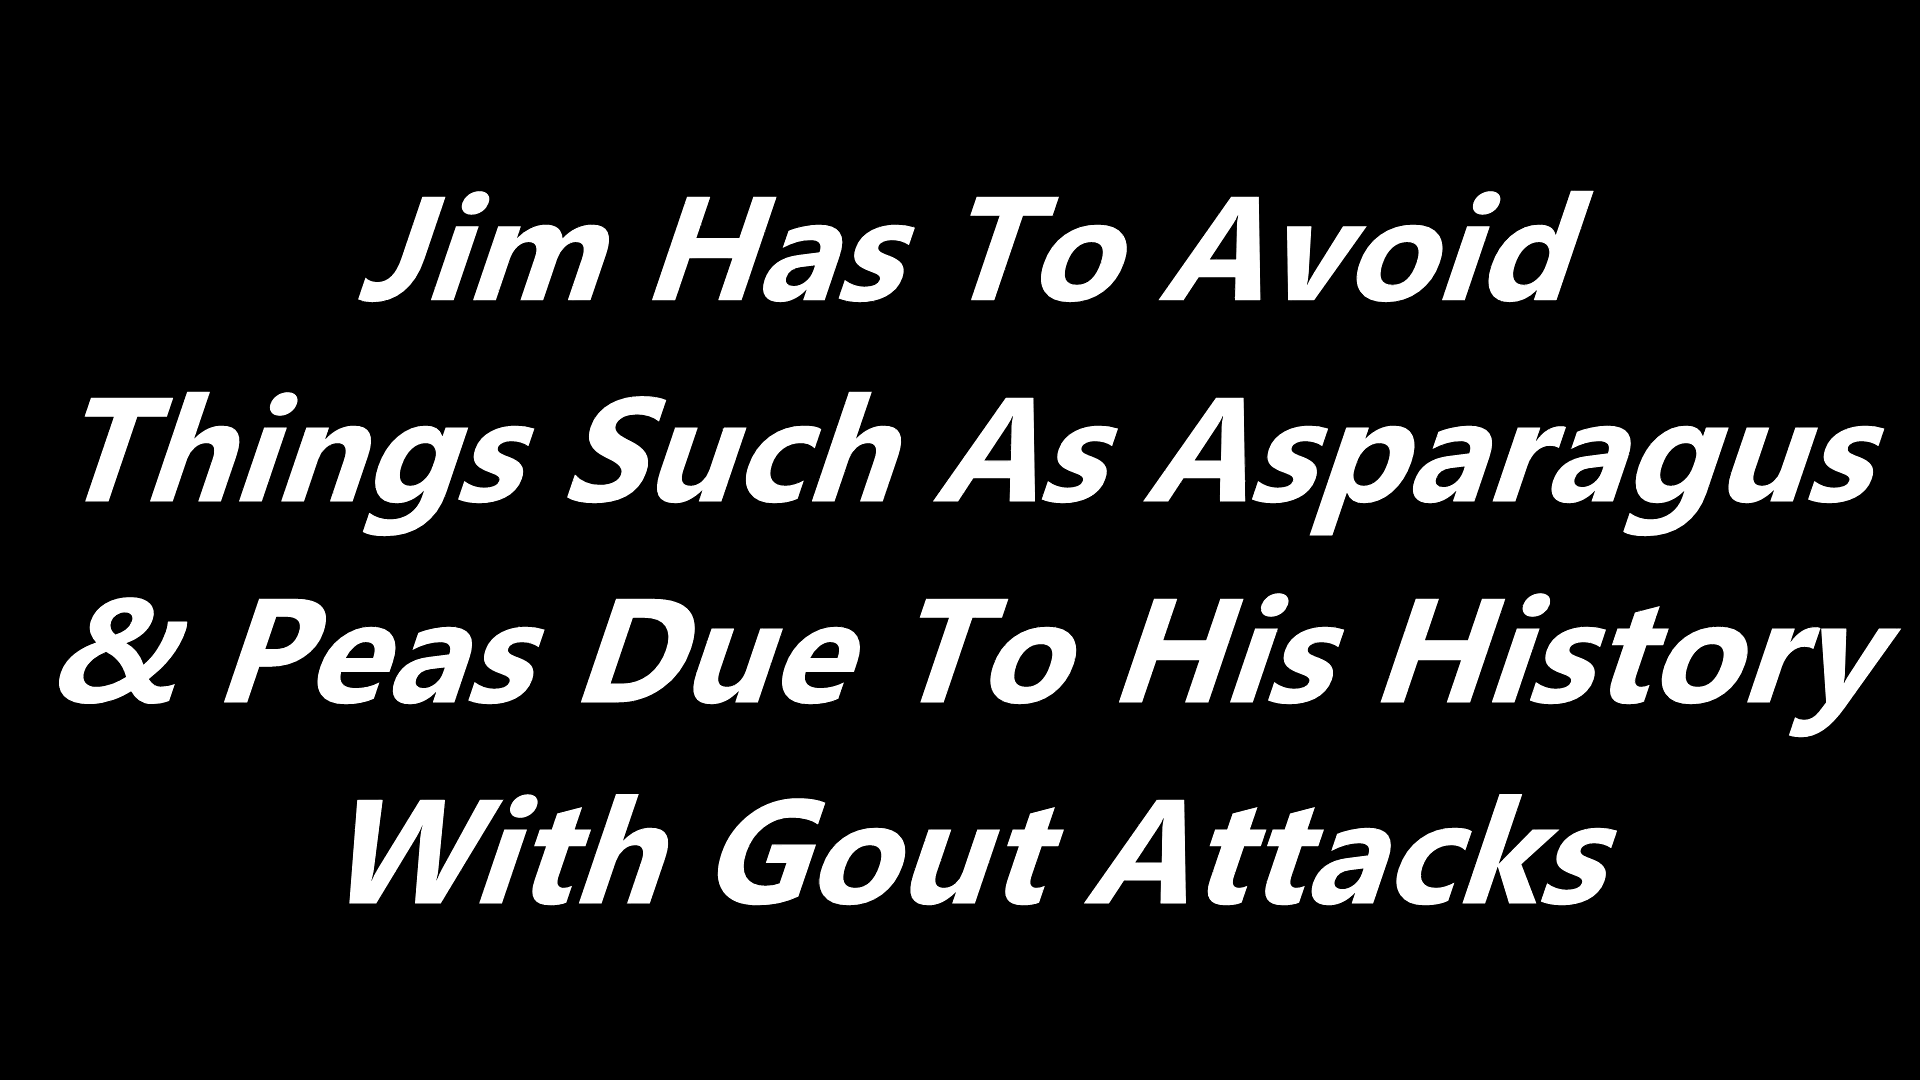 Jim Has To Avoid
Things Such As Asparagus
& Peas Due To His History
With Gout Attacks